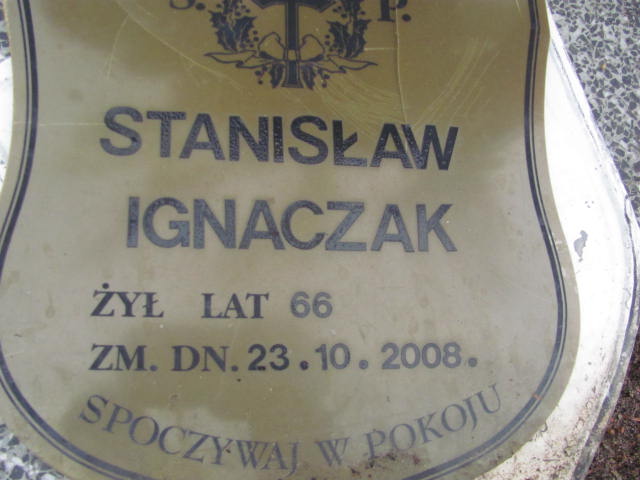 Ś. P.
STANISŁAW
IGNACZAK
ŻYŁ LAT 66
ZM. DN. 23.10.2008.
SPOCZYWAJ W POKOJU